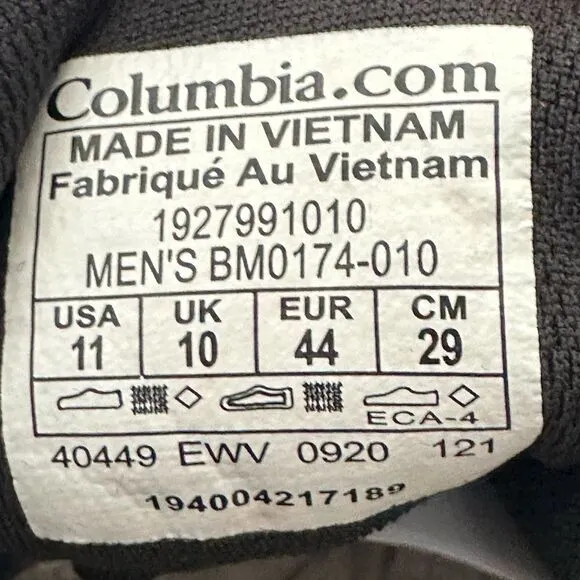 Columbia.com
MADE IN VIETNAM
Fabriqué Au Vietnam
1927991010
MEN'S BM0174-010
USA UK EUR CM
11 10 44 29
ECA-4
40449 EWV 0920 121
194004217189